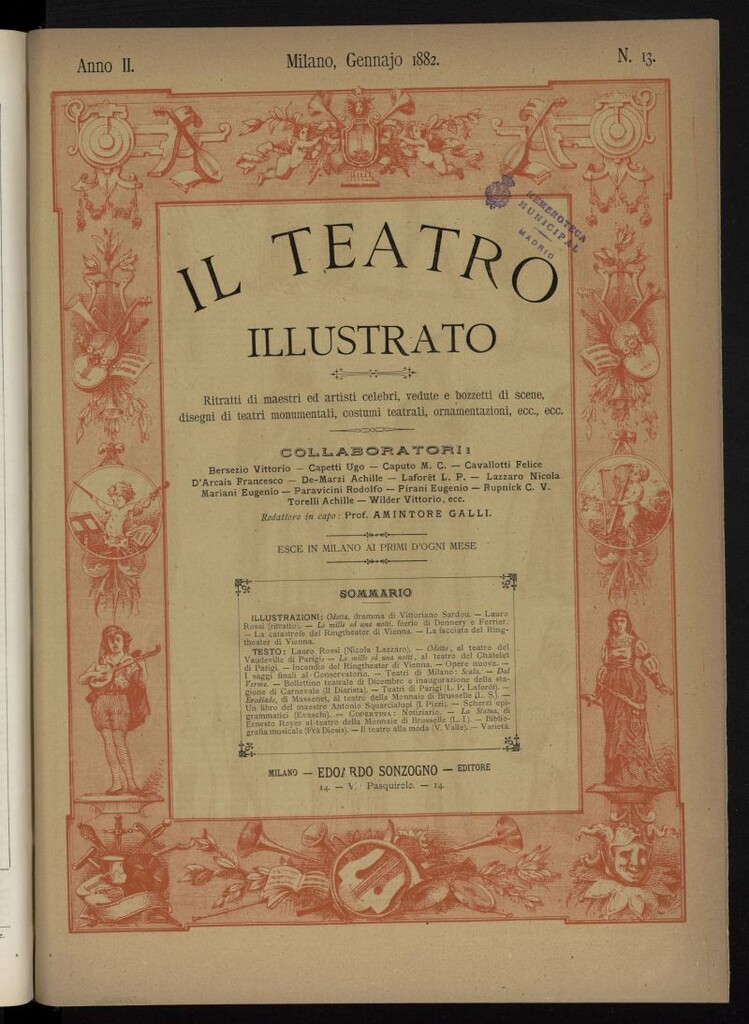 Anno II.
Milano, Gennajo 1882.
N. 13.
HEMEROTECA
MUNICIPAL
MADRID
IL TEATRO
ILLUSTRATO
Ritratti di maestri ed artisti celebri, vedute e bozzetti di scene,
disegni di teatri monumentali, costumi teatrali, ornamentazioni, ecc., ecc.
COLLABORATORI:
Bersezio Vittorio — Capetti Ugo — Caputo M. C. — Cavallotti Felice
D'Arcais Francesco — De-Marzi Achille — Laforêt L. P. — Lazzaro Nicola
Mariani Eugenio — Paravicini Rodolfo — Pirani Eugenio — Rupnick C. V.
Torelli Achille — Wilder Vittorio, ecc.
Redattore in capo: Prof. AMINTORE GALLI.
ESCE IN MILANO AI PRIMI D'OGNI MESE
SOMMARIO
ILLUSTRAZIONI: Odetta, dramma di Vittoriano Sardou. — Lauro
Rossi (ritratto). — Le mille ed una notti, féerie di Dennery e Ferrier.
— La catastrofe del Ringtheater di Vienna. — La facciata del Ring-
theater di Vienna.
TESTO: Lauro Rossi (Nicola Lazzaro). — Odetta, al teatro del
Vaudeville di Parigi. — Le mille ed una notti, al teatro del Châtelet
di Parigi. — Incendio del Ringtheater di Vienna. — Opere nuove. —
I saggi finali al Conservatorio. — Teatri di Milano: Scala. — Dal
Verme. — Bollettino teatrale di Dicembre e inaugurazione della sta-
gione di Carnevale (Il Diarista). — Teatri di Parigi (L. P. Laforêt). —
Erodiade, di Massenet, al teatro della Monnaie di Brusselle (L. S.). —
Un libro del maestro Antonio Squarcialupi (I. Pizzi). — Scherzi epi-
grammatici (Evaschi). — COPERTINA: Notiziario. — La Statua, di
Ernesto Reyer al teatro della Monnaie di Brusselle (L. I.). — Biblio-
grafia musicale (Frà Diesis). — Il teatro alla moda (V. Valle). — Varietà.
MILANO — EDOARDO SONZOGNO — EDITORE
14. — Pasquirolo. — 14.